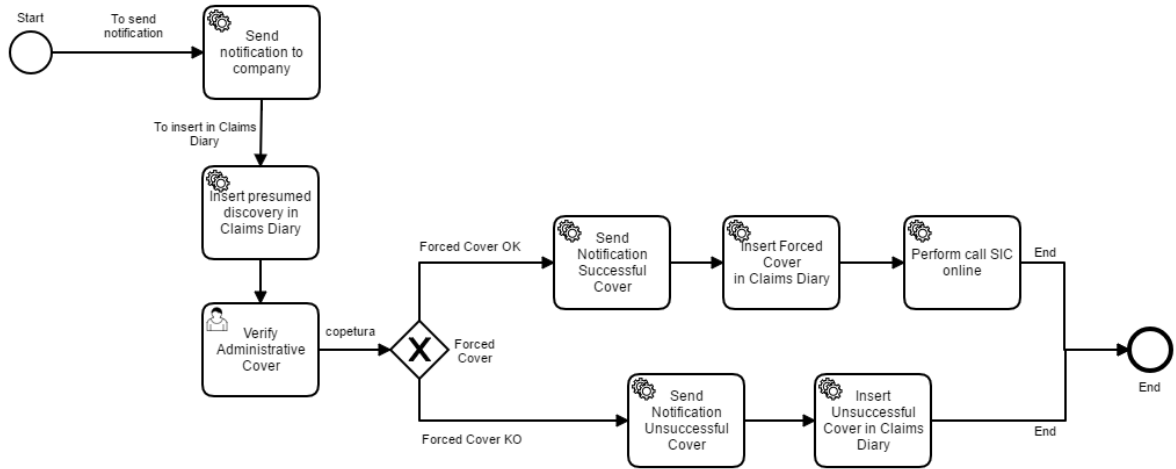 Start
To send
notification
Send
notification to
company
To insert in Claims
Diary
Insert presumed
discovery in
Claims Diary
Verify
Administrative
Cover
copetura
Forced
Cover
Forced Cover OK
Send
Notification
Successful
Cover
Insert Forced
Cover
in Claims Diary
Perform call SIC
online
End
Forced Cover KO
Send
Notification
Unsuccessful
Cover
Insert
Unsuccessful
Cover in Claims
Diary
End
End